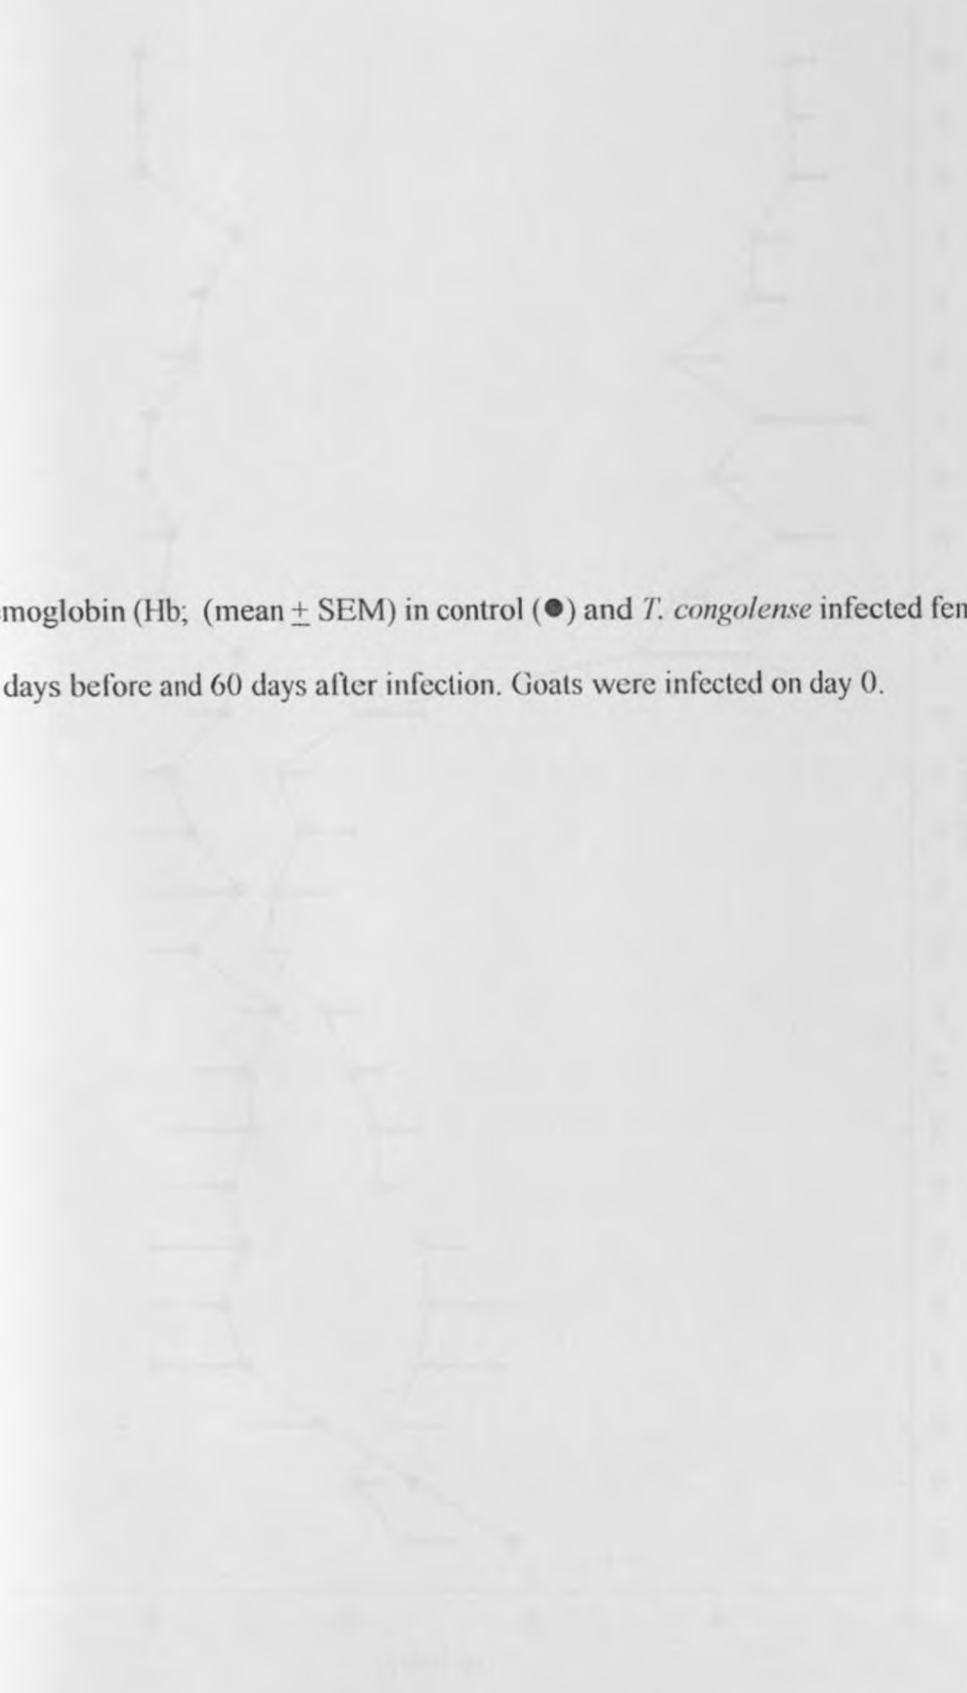 moglobin (Hb; (mean ± SEM) in control (●) and T. congolense infected fem
days before and 60 days after infection. Goats were infected on day 0.